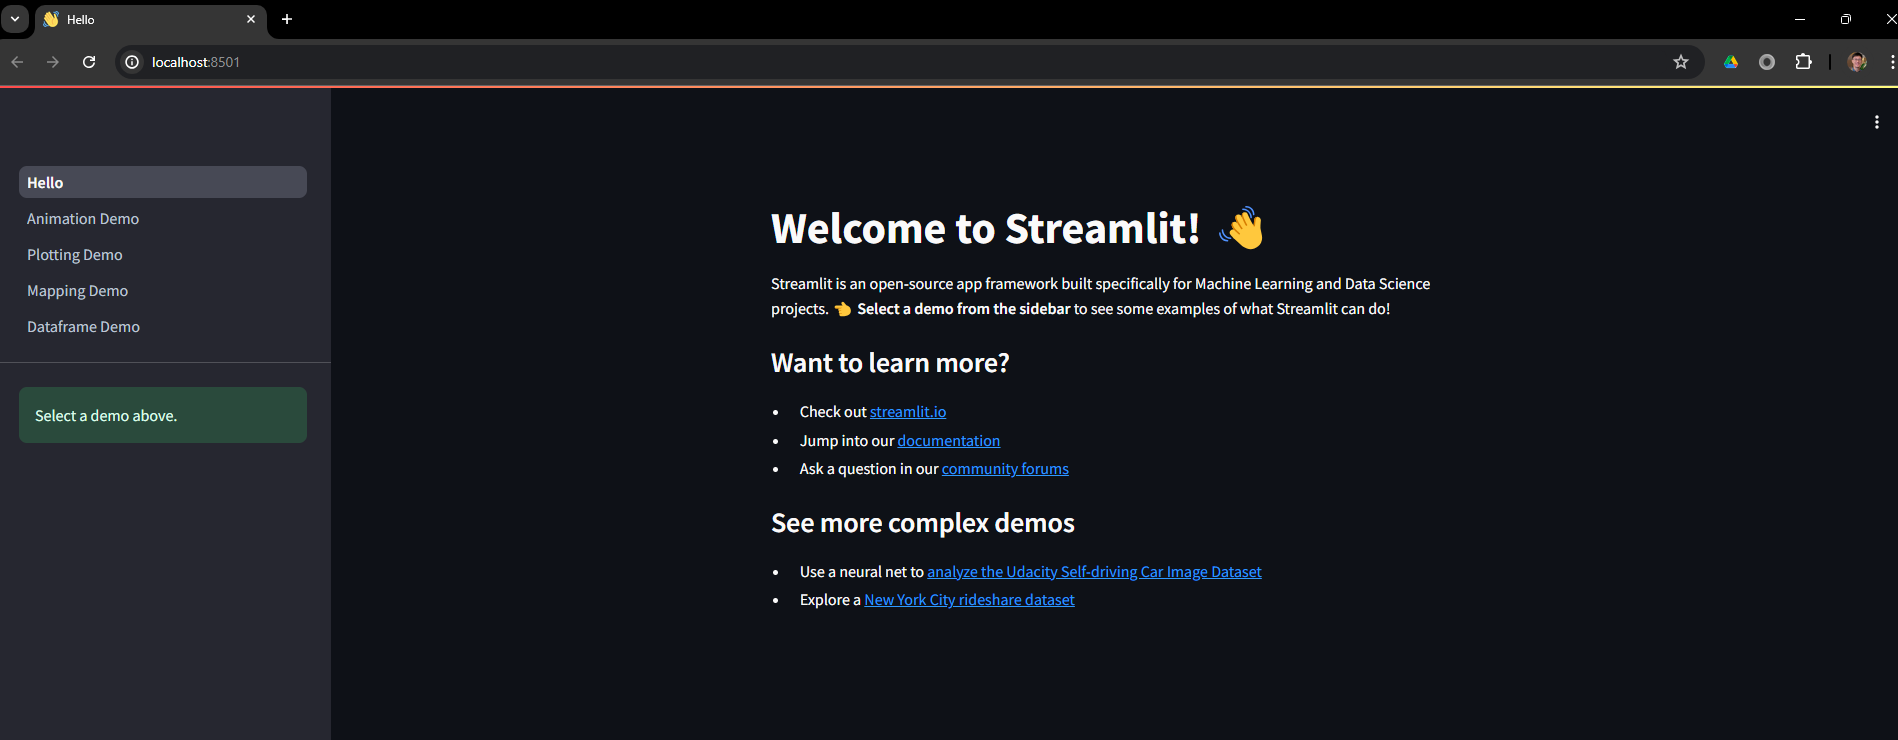 Hello
localhost:8501
Hello
Animation Demo
Plotting Demo
Mapping Demo
Dataframe Demo
Select a demo above.
Welcome to Streamlit! 👋
Streamlit is an open-source app framework built specifically for Machine Learning and Data Science
projects. 👈 Select a demo from the sidebar to see some examples of what Streamlit can do!
Want to learn more?
• Check out streamlit.io
• Jump into our documentation
• Ask a question in our community forums
See more complex demos
• Use a neural net to analyze the Udacity Self-driving Car Image Dataset
• Explore a New York City rideshare dataset